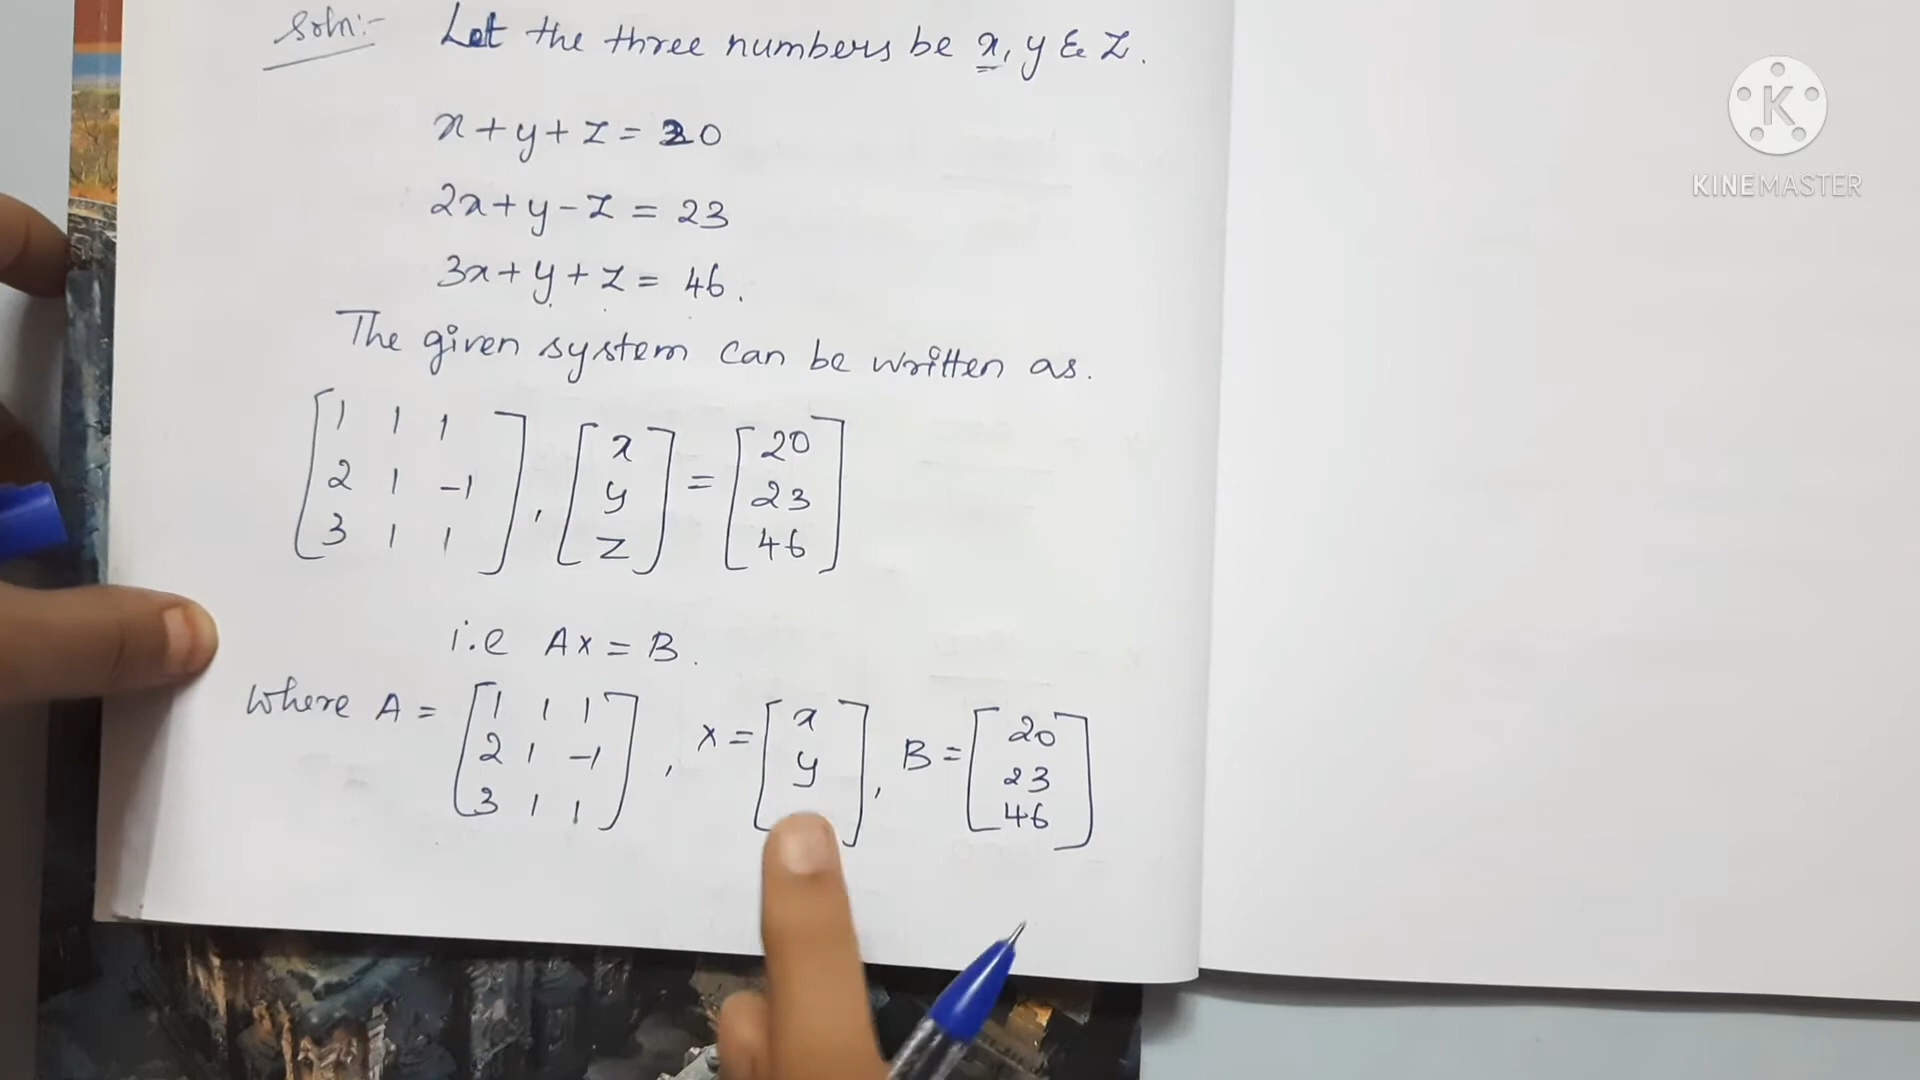 Soln:- Let the three numbers be x, y & z.
KINEMASTER
x+y+z = 20
2x+y-z = 23
3x+y+z = 46.
The given system can be written as.
[1 1 1] [x] = [20]
[2 1 -1] , [y] [23]
[3 1 1] [z] [46]
i.e AX = B.
where A = [1 1 1] , X = [x] , B = [20]
[2 1 -1] [y] [23]
[3 1 1] [46]